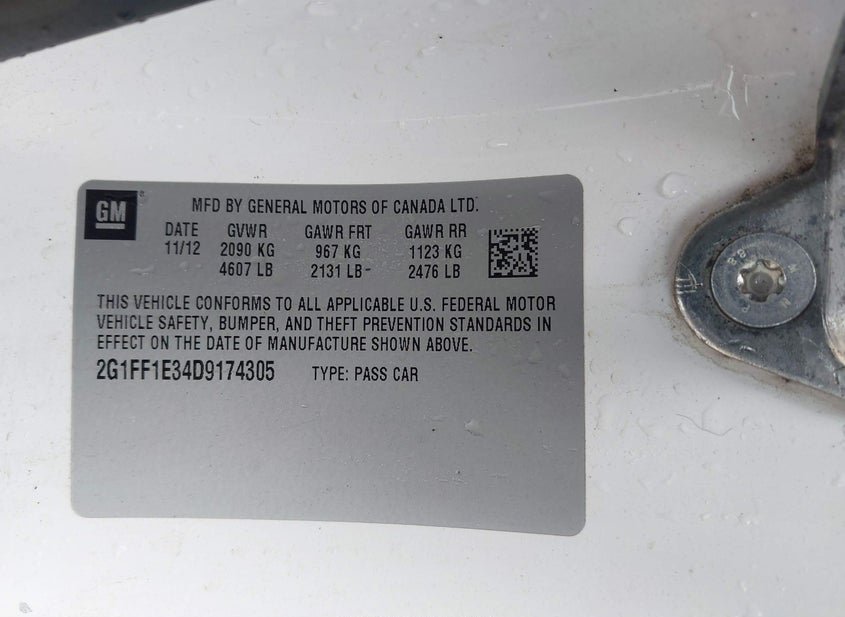 GM
MFD BY GENERAL MOTORS OF CANADA LTD.
DATE GVWR GAWR FRT GAWR RR
11/12 2090 KG 967 KG 1123 KG
4607 LB 2131 LB 2476 LB
THIS VEHICLE CONFORMS TO ALL APPLICABLE U.S. FEDERAL MOTOR
VEHICLE SAFETY, BUMPER, AND THEFT PREVENTION STANDARDS IN
EFFECT ON THE DATE OF MANUFACTURE SHOWN ABOVE.
2G1FF1E34D9174305 TYPE: PASS CAR